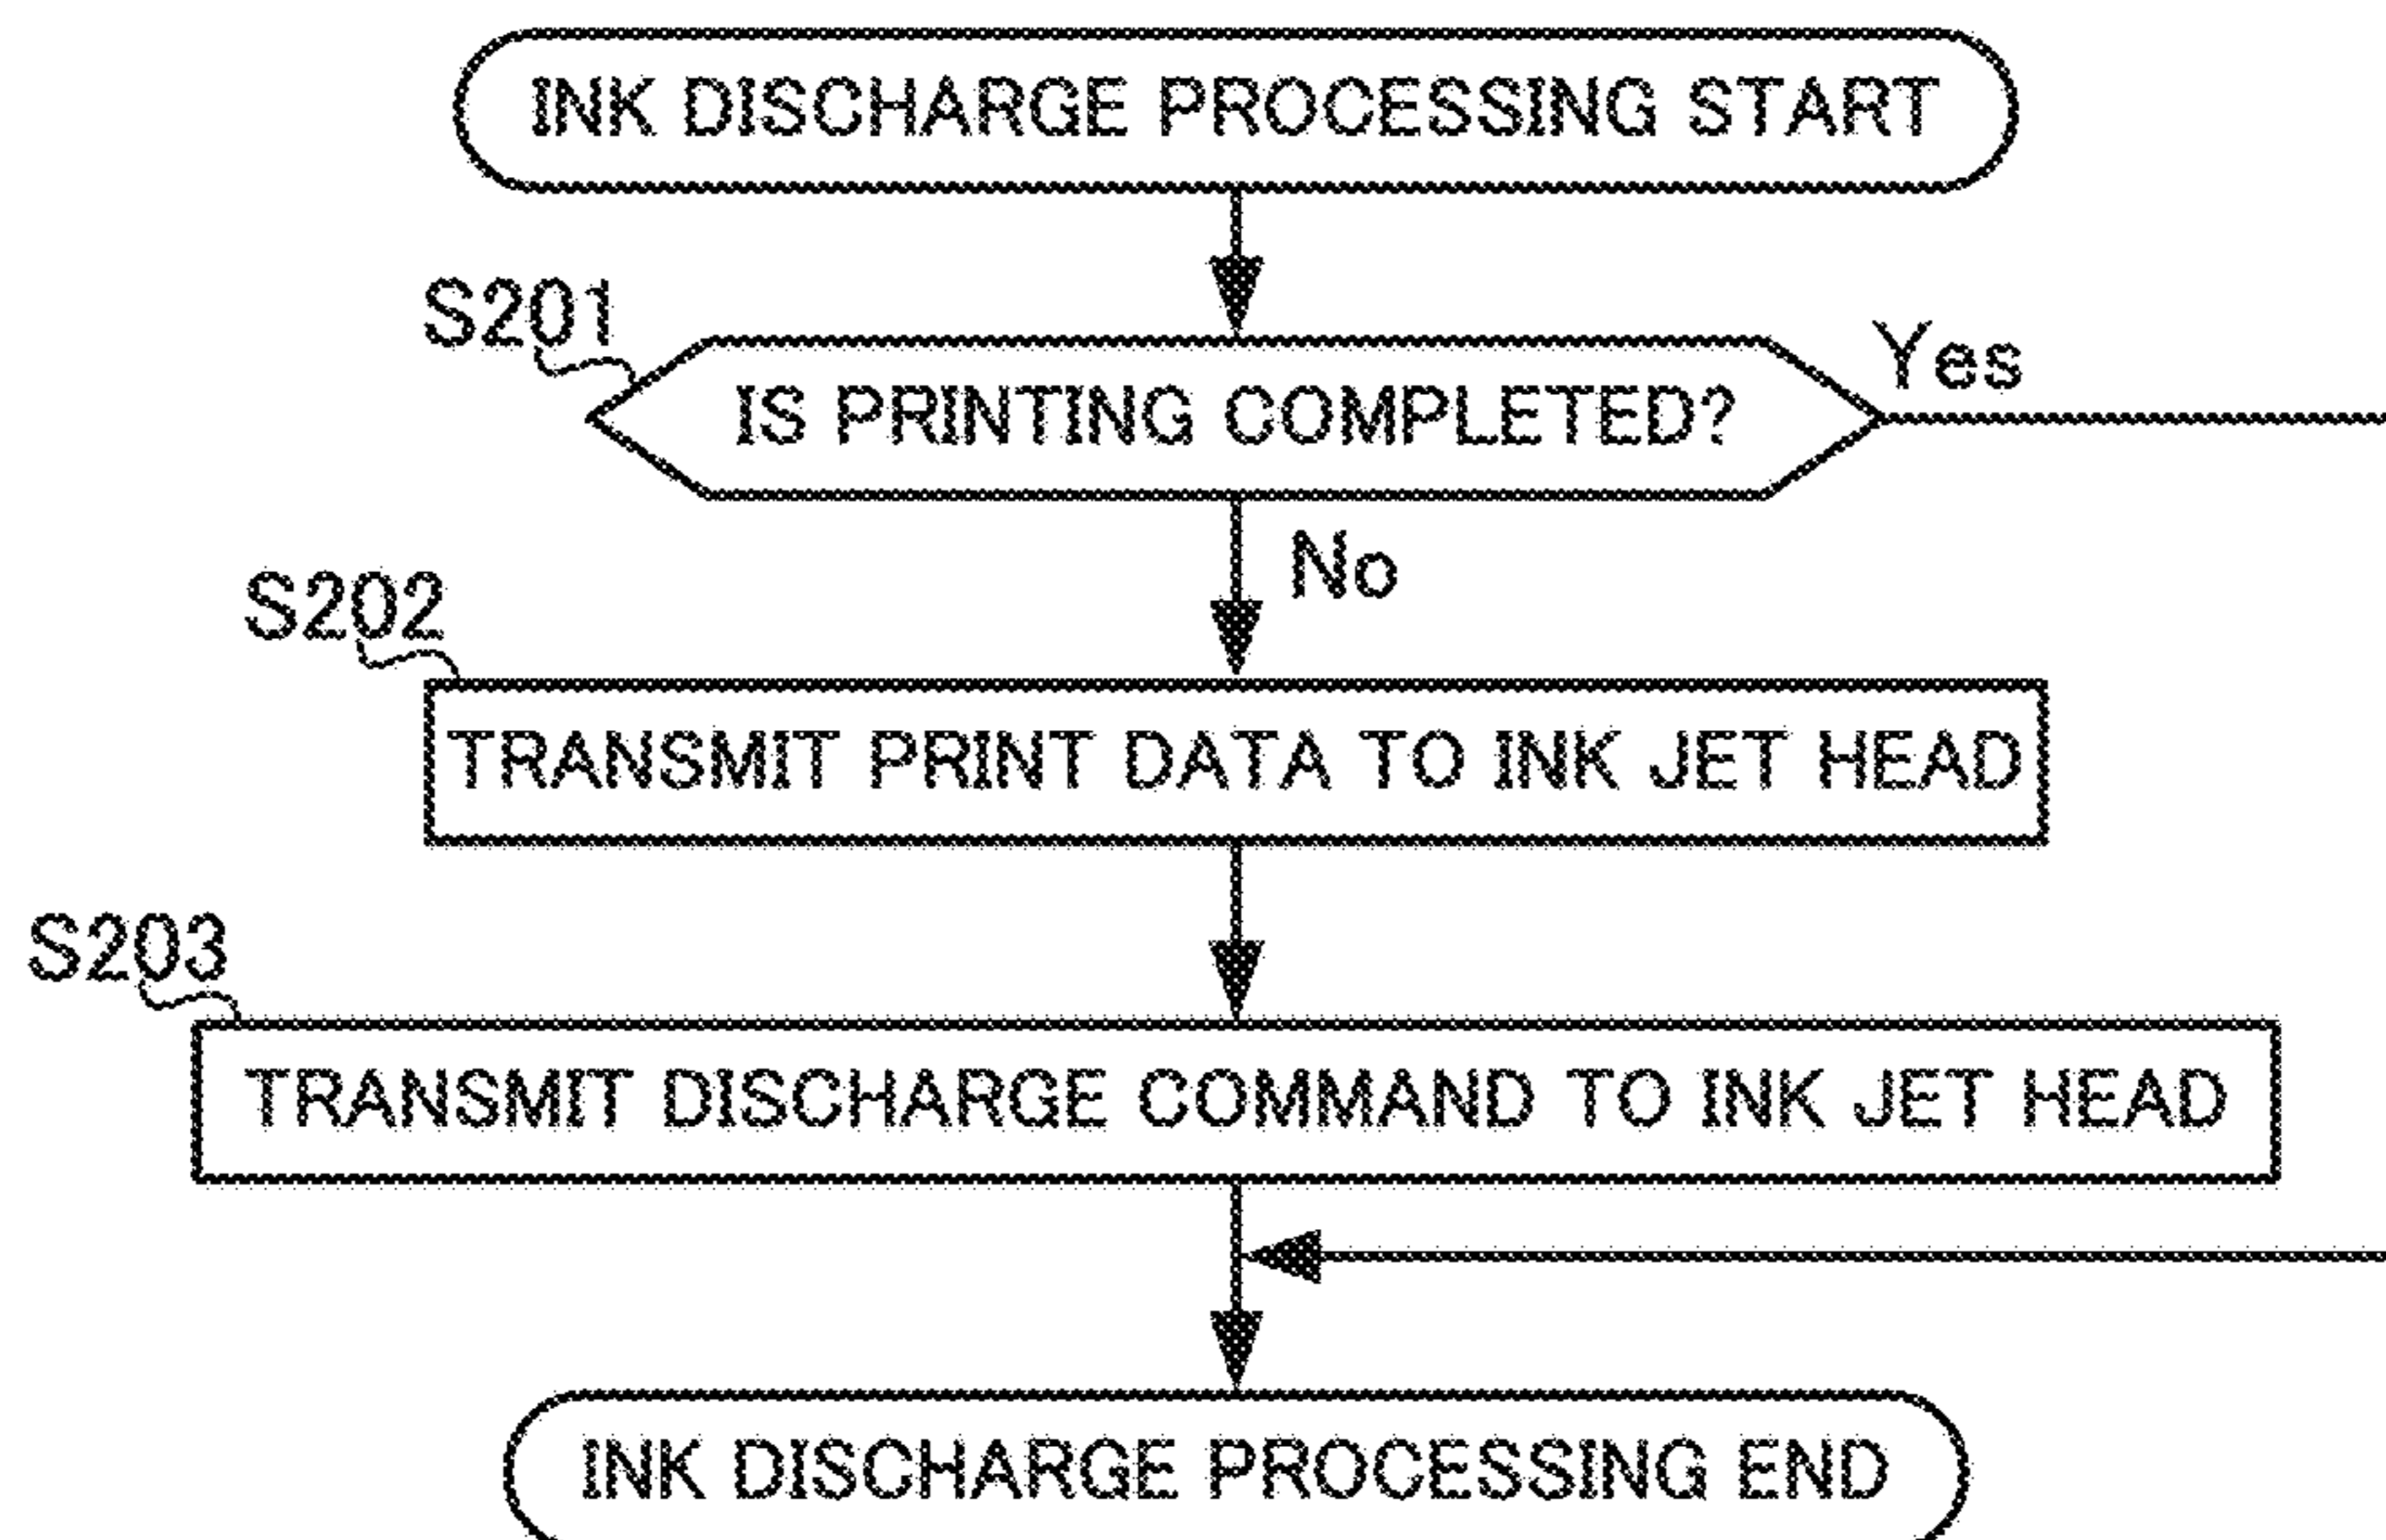 INK DISCHARGE PROCESSING START
S201
IS PRINTING COMPLETED?
Yes
No
S202
TRANSMIT PRINT DATA TO INK JET HEAD
S203
TRANSMIT DISCHARGE COMMAND TO INK JET HEAD
INK DISCHARGE PROCESSING END